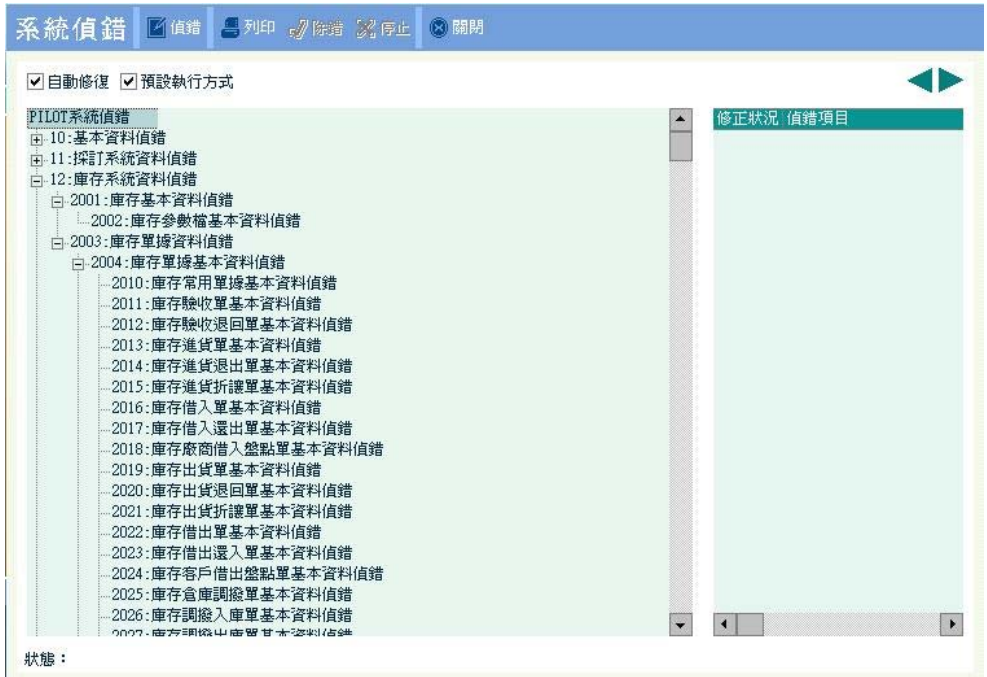 系統偵錯 偵錯 列印 除錯 停止 關閉
自動修復 預設執行方式
PILOT系統偵錯
10:基本資料偵錯
11:採訂系統資料偵錯
12:庫存系統資料偵錯
2001:庫存基本資料偵錯
2002:庫存參數檔基本資料偵錯
2003:庫存單據資料偵錯
2004:庫存單據基本資料偵錯
2010:庫存常用單據基本資料偵錯
2011:庫存驗收單基本資料偵錯
2012:庫存驗收退回單基本資料偵錯
2013:庫存進貨單基本資料偵錯
2014:庫存進貨退出單基本資料偵錯
2015:庫存進貨折讓單基本資料偵錯
2016:庫存借入單基本資料偵錯
2017:庫存借入還出單基本資料偵錯
2018:庫存廠商借入盤點單基本資料偵錯
2019:庫存出貨單基本資料偵錯
2020:庫存出貨退回單基本資料偵錯
2021:庫存出貨折讓單基本資料偵錯
2022:庫存借出單基本資料偵錯
2023:庫存借出還入單基本資料偵錯
2024:庫存客戶借出盤點單基本資料偵錯
2025:庫存倉庫調撥單基本資料偵錯
2026:庫存調撥入庫單基本資料偵錯
2027:庫存調撥出庫單基本資料偵錯
修正狀況 偵錯項目
狀態：